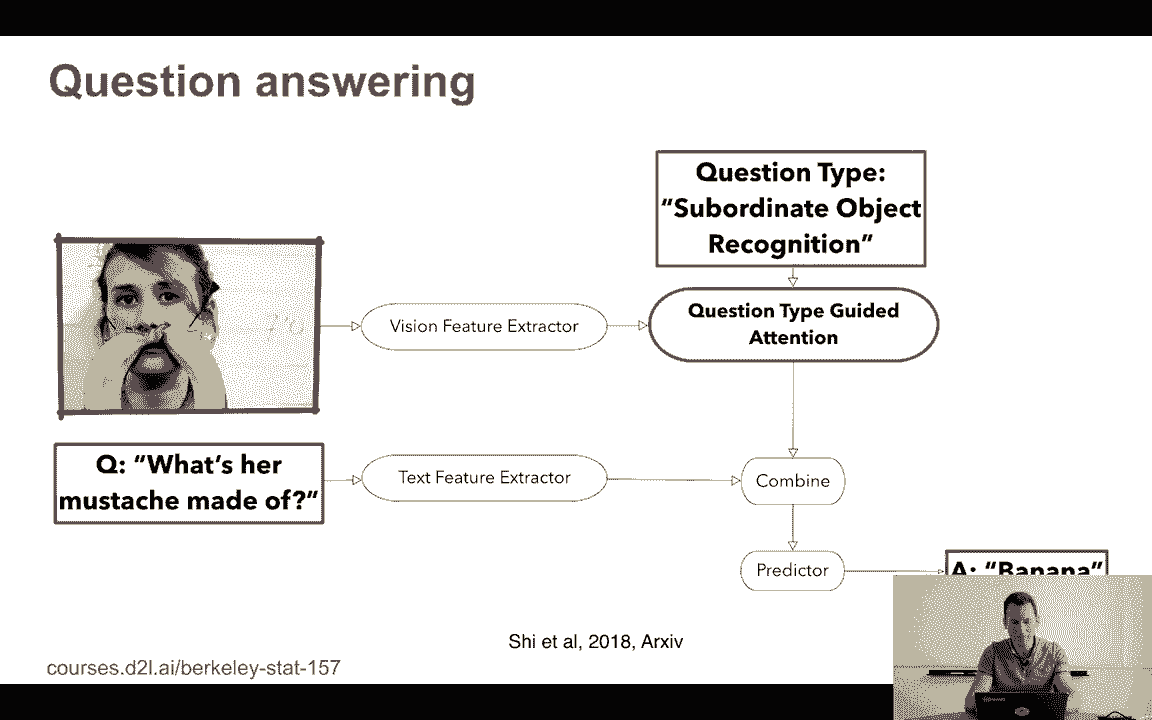 Question answering
Question Type:
“Subordinate Object
Recognition”
Vision Feature Extractor
Question Type Guided
Attention
Q: “What’s her
mustache made of?”
Text Feature Extractor
Combine
Predictor
A: “Banana”
Shi et al, 2018, Arxiv
courses.d2l.ai/berkeley-stat-157